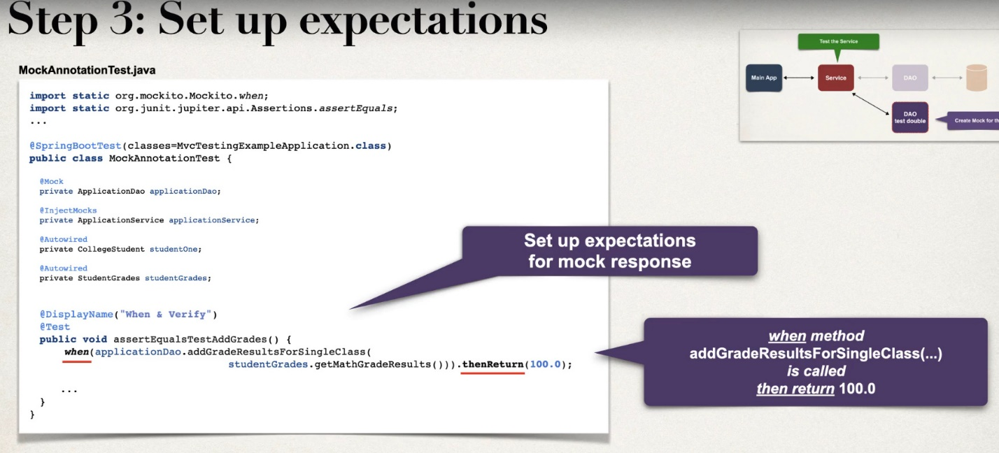 Step 3: Set up expectations
MockAnnotationTest.java
import static org.mockito.Mockito.when;
import static org.junit.jupiter.api.Assertions.assertEquals;
...
@SpringBootTest(classes=MvcTestingExampleApplication.class)
public class MockAnnotationTest {
@Mock
private ApplicationDao applicationDao;
@InjectMocks
private ApplicationService applicationService;
@Autowired
private CollegeStudent studentOne;
@Autowired
private StudentGrades studentGrades;
@DisplayName("When & Verify")
@Test
public void assertEqualsTestAddGrades() {
when(applicationDao.addGradeResultsForSingleClass(
studentGrades.getMathGradeResults())).thenReturn(100.0);
...
}
}
Set up expectations
for mock response
when method
addGradeResultsForSingleClass(...)
is called
then return 100.0
Test the Service
Main App
Service
DAO
DAO
test double
Create Mock for